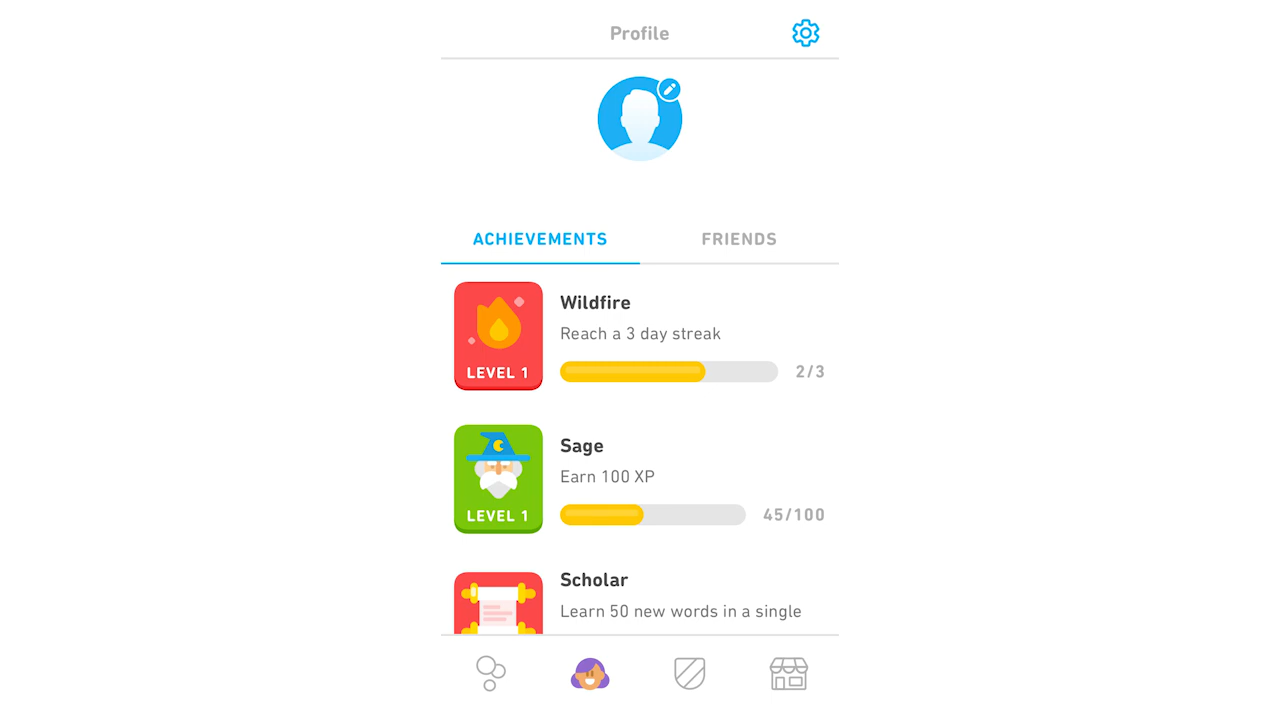 Profile
ACHIEVEMENTS FRIENDS
Wildfire
Reach a 3 day streak
LEVEL 1
2/3
Sage
Earn 100 XP
LEVEL 1
45/100
Scholar
Learn 50 new words in a single